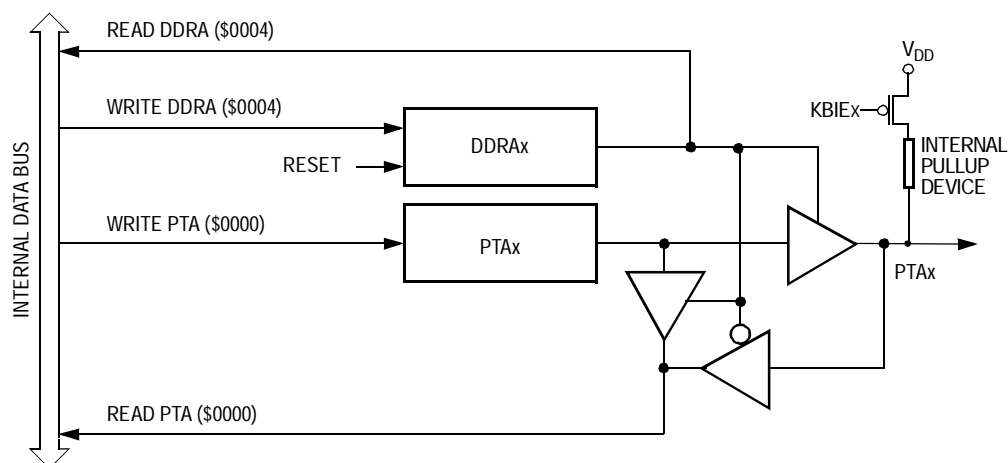 READ DDRA ($0004)
V_DD
WRITE DDRA ($0004)
KBIEx
INTERNAL DATA BUS
DDRAx
RESET
INTERNAL
PULLUP
DEVICE
WRITE PTA ($0000)
PTAx
PTAx
READ PTA ($0000)